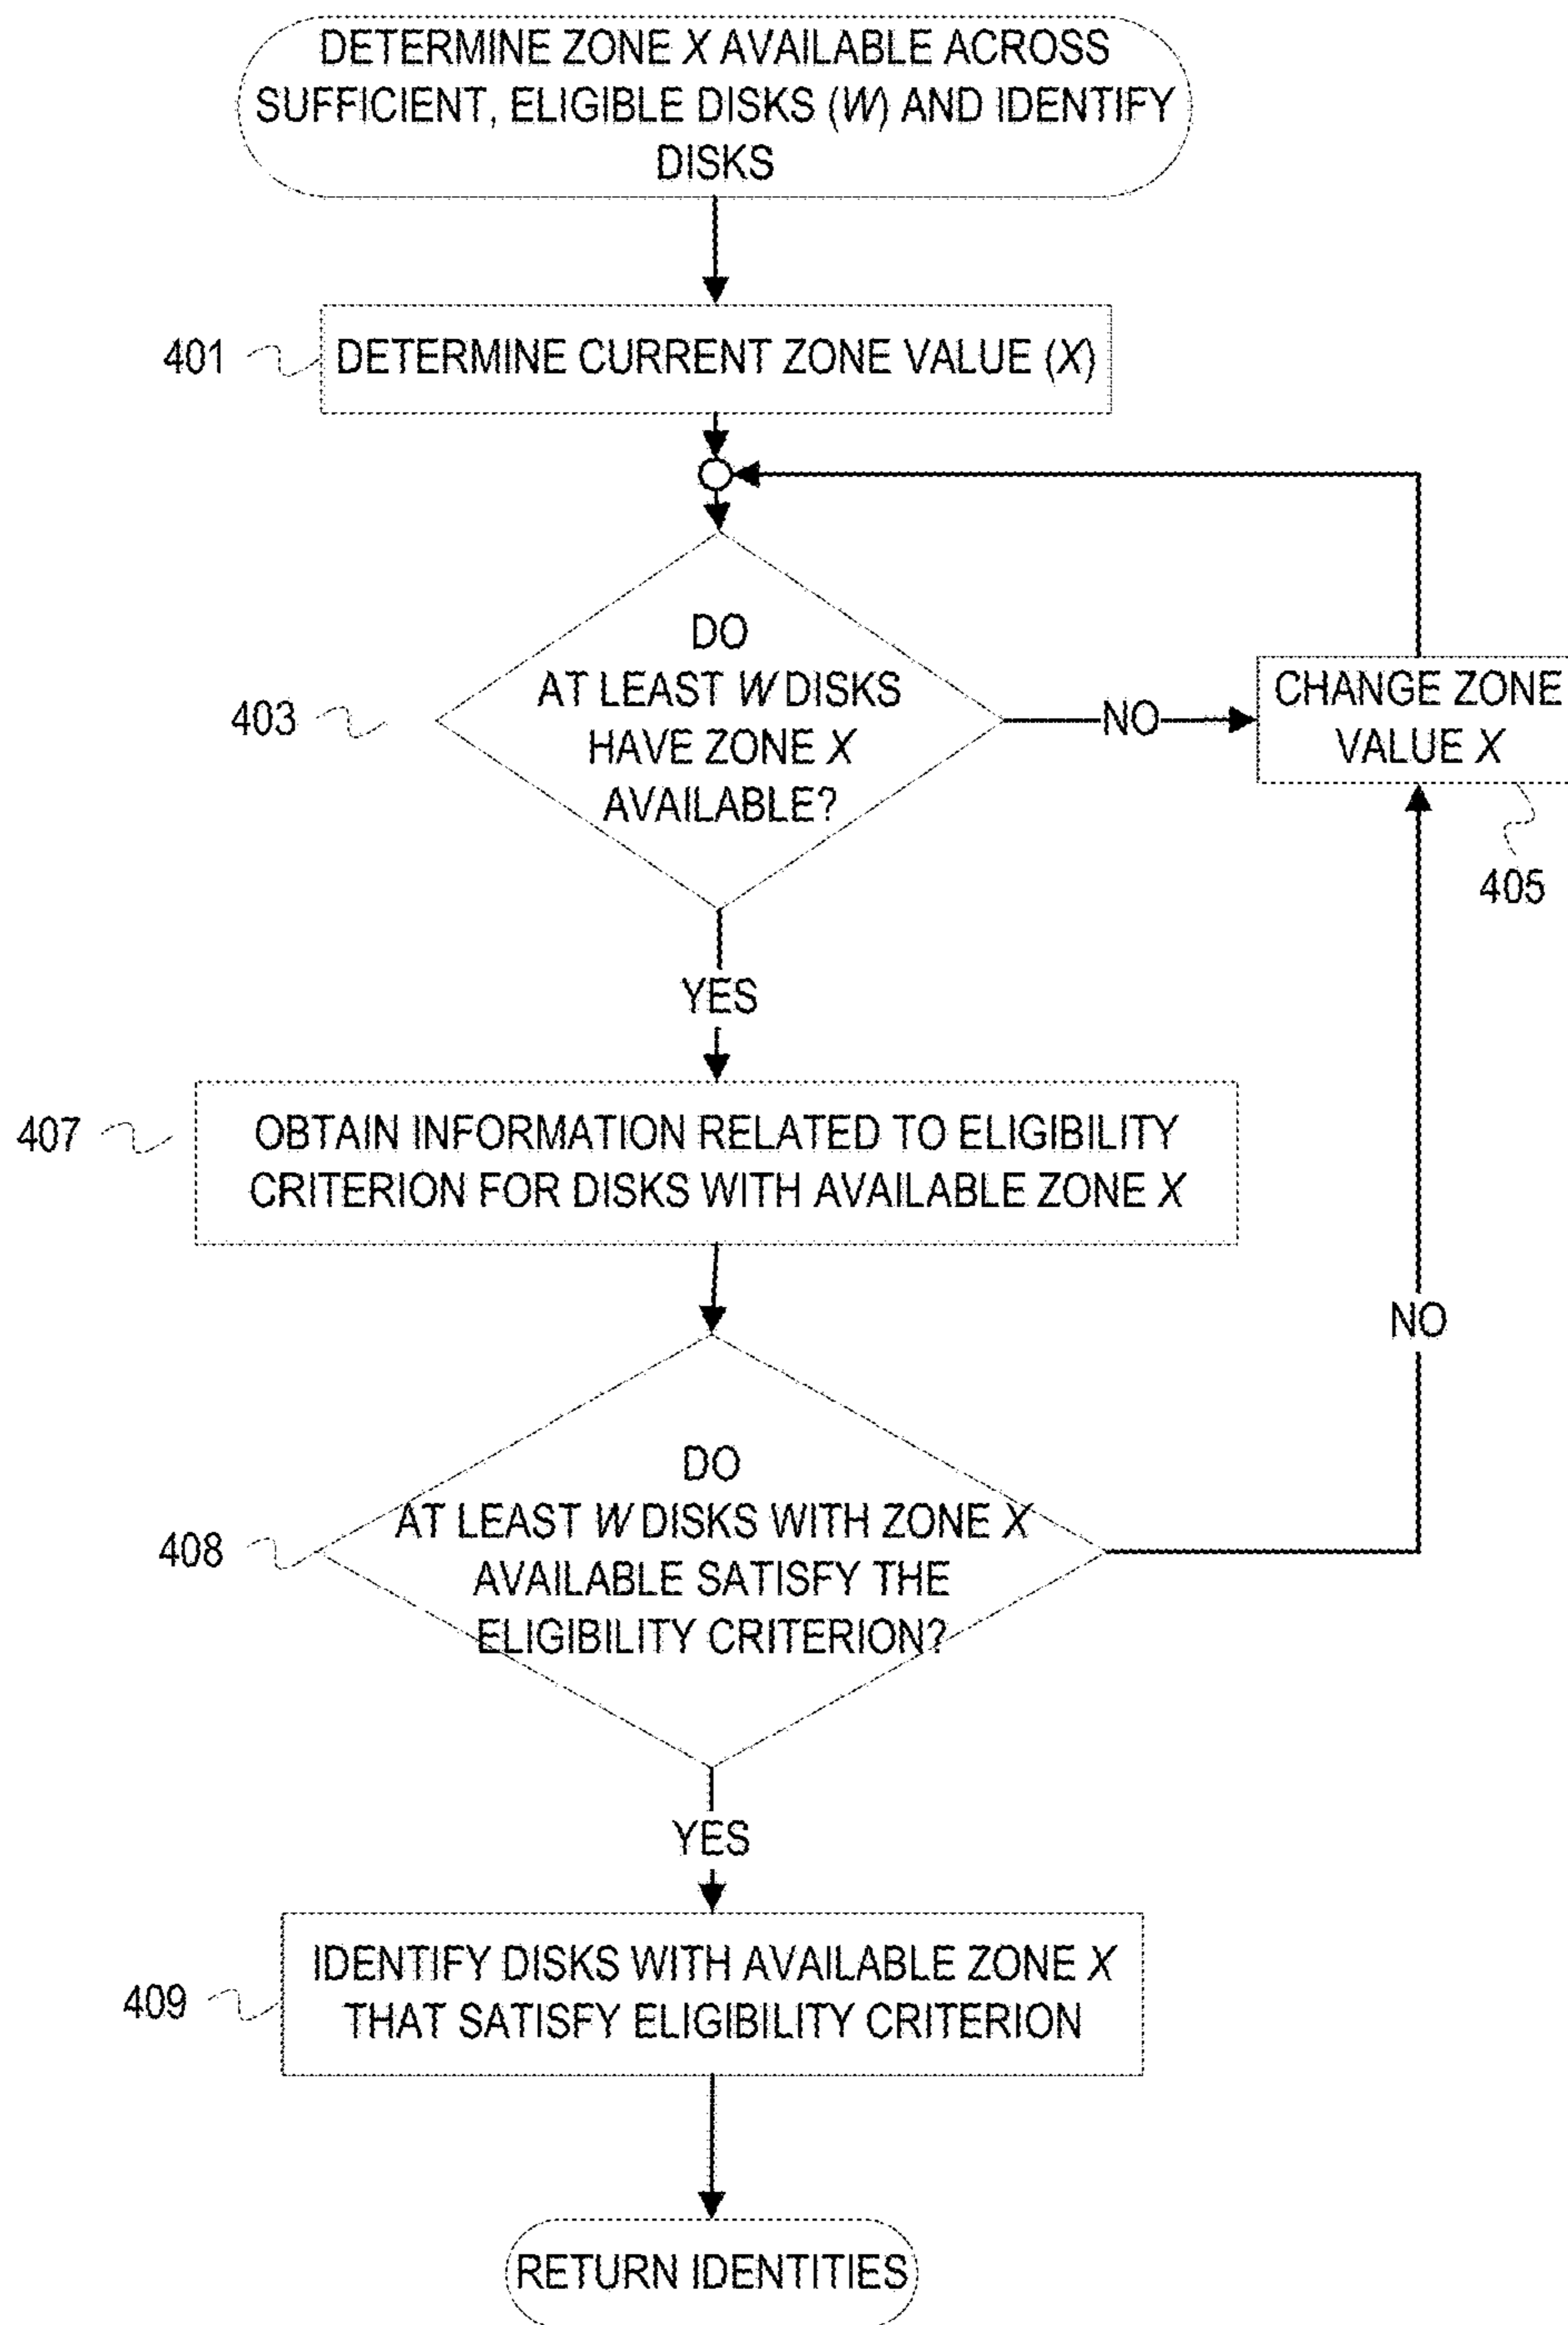 DETERMINE ZONE X AVAILABLE ACROSS
SUFFICIENT, ELIGIBLE DISKS (W) AND IDENTIFY
DISKS
401
DETERMINE CURRENT ZONE VALUE (X)
DO
AT LEAST W DISKS
HAVE ZONE X
AVAILABLE?
403
NO
CHANGE ZONE
VALUE X
405
YES
407
OBTAIN INFORMATION RELATED TO ELIGIBILITY
CRITERION FOR DISKS WITH AVAILABLE ZONE X
NO
DO
AT LEAST W DISKS WITH ZONE X
AVAILABLE SATISFY THE
ELIGIBILITY CRITERION?
408
YES
409
IDENTIFY DISKS WITH AVAILABLE ZONE X
THAT SATISFY ELIGIBILITY CRITERION
RETURN IDENTITIES